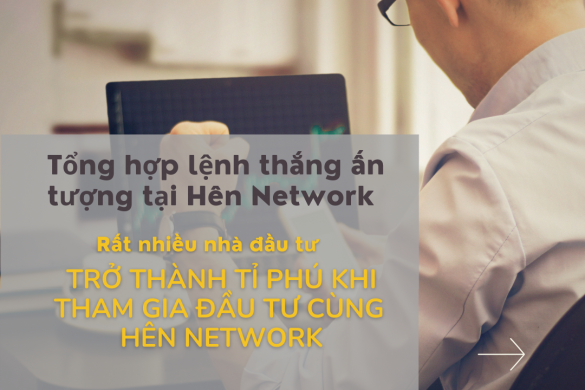 Tổng hợp lệnh thắng ấn
tượng tại Hên Network
Rất nhiều nhà đầu tư
TRỞ THÀNH TỈ PHÚ KHI
THAM GIA ĐẦU TƯ CÙNG
HÊN NETWORK